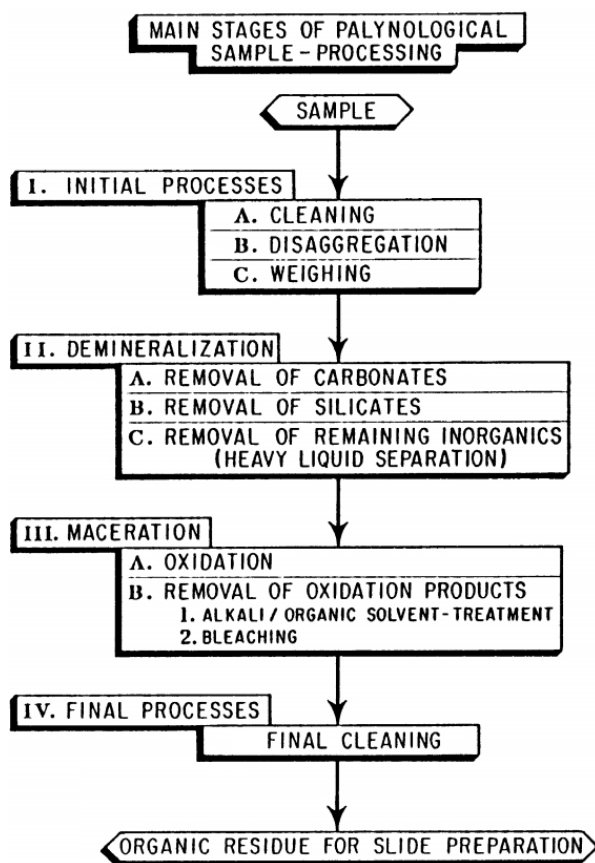 MAIN STAGES OF PALYNOLOGICAL
SAMPLE-PROCESSING
SAMPLE
I. INITIAL PROCESSES
A. CLEANING
B. DISAGGREGATION
C. WEIGHING
II. DEMINERALIZATION
A. REMOVAL OF CARBONATES
B. REMOVAL OF SILICATES
C. REMOVAL OF REMAINING INORGANICS
(HEAVY LIQUID SEPARATION)
III. MACERATION
A. OXIDATION
B. REMOVAL OF OXIDATION PRODUCTS
1. ALKALI / ORGANIC SOLVENT-TREATMENT
2. BLEACHING
IV. FINAL PROCESSES
FINAL CLEANING
ORGANIC RESIDUE FOR SLIDE PREPARATION